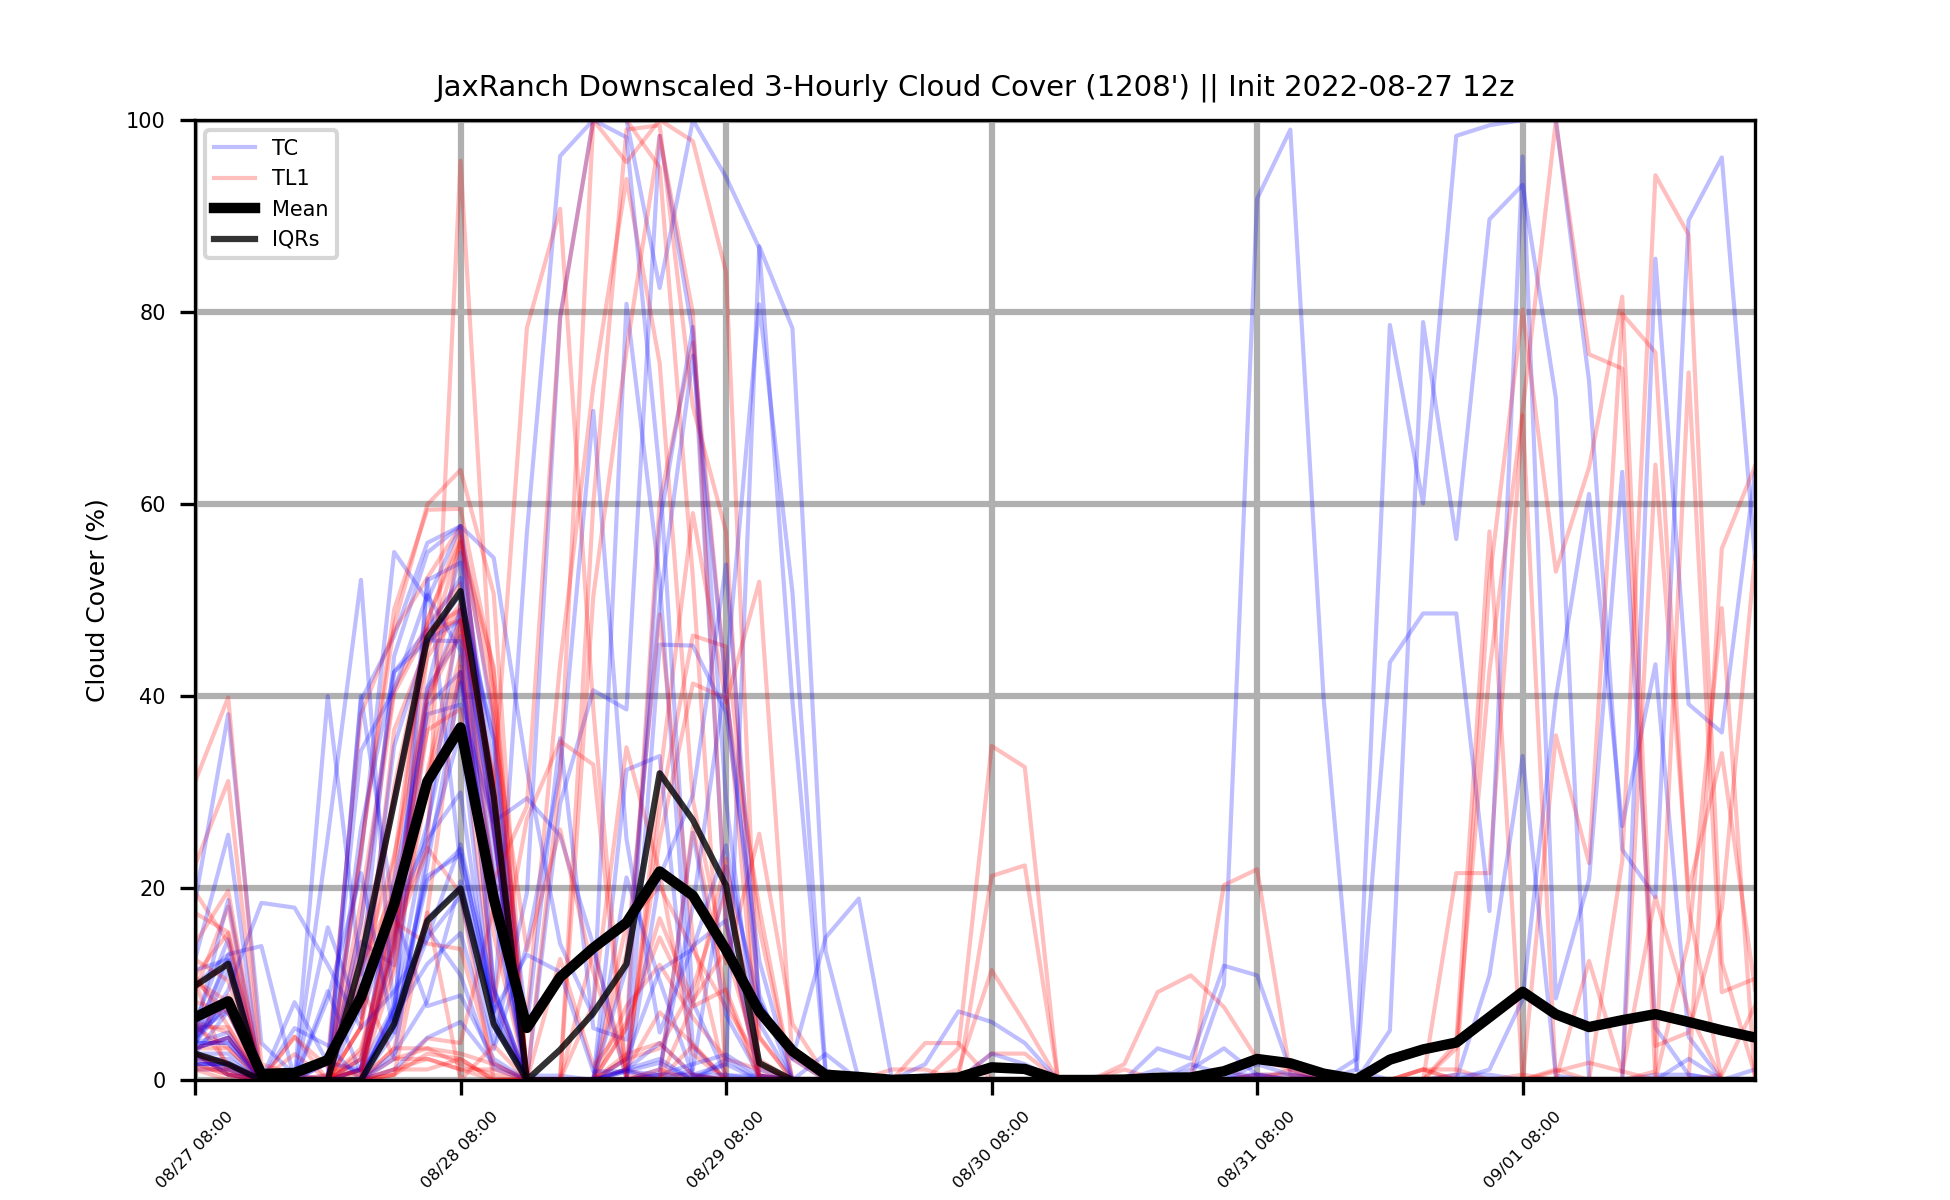 JaxRanch Downscaled 3-Hourly Cloud Cover (1208') || Init 2022-08-27 12z
100
80
60
40
20
0
Cloud Cover (%)
TC
TL1
Mean
IQRs
08/27 08:00
08/28 08:00
08/29 08:00
08/30 08:00
08/31 08:00
09/01 08:00